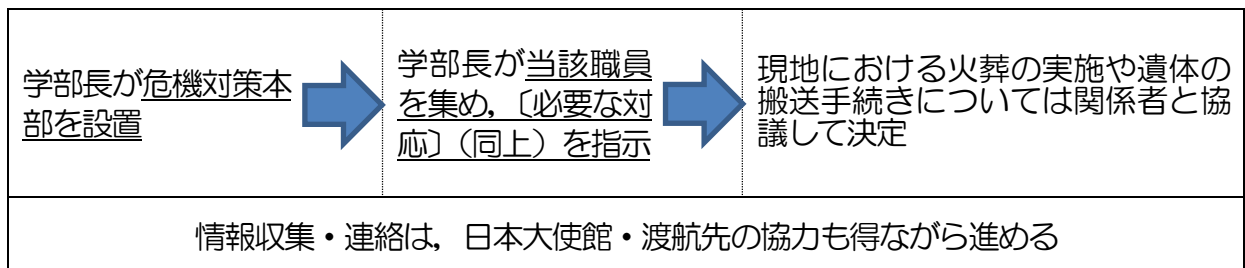 学部長が危機対策本
部を設置
学部長が当該職員
を集め，〔必要な対
応〕（同上）を指示
現地における火葬の実施や遺体の
搬送手続きについては関係者と協
議して決定
情報収集・連絡は，日本大使館・渡航先の協力も得ながら進める